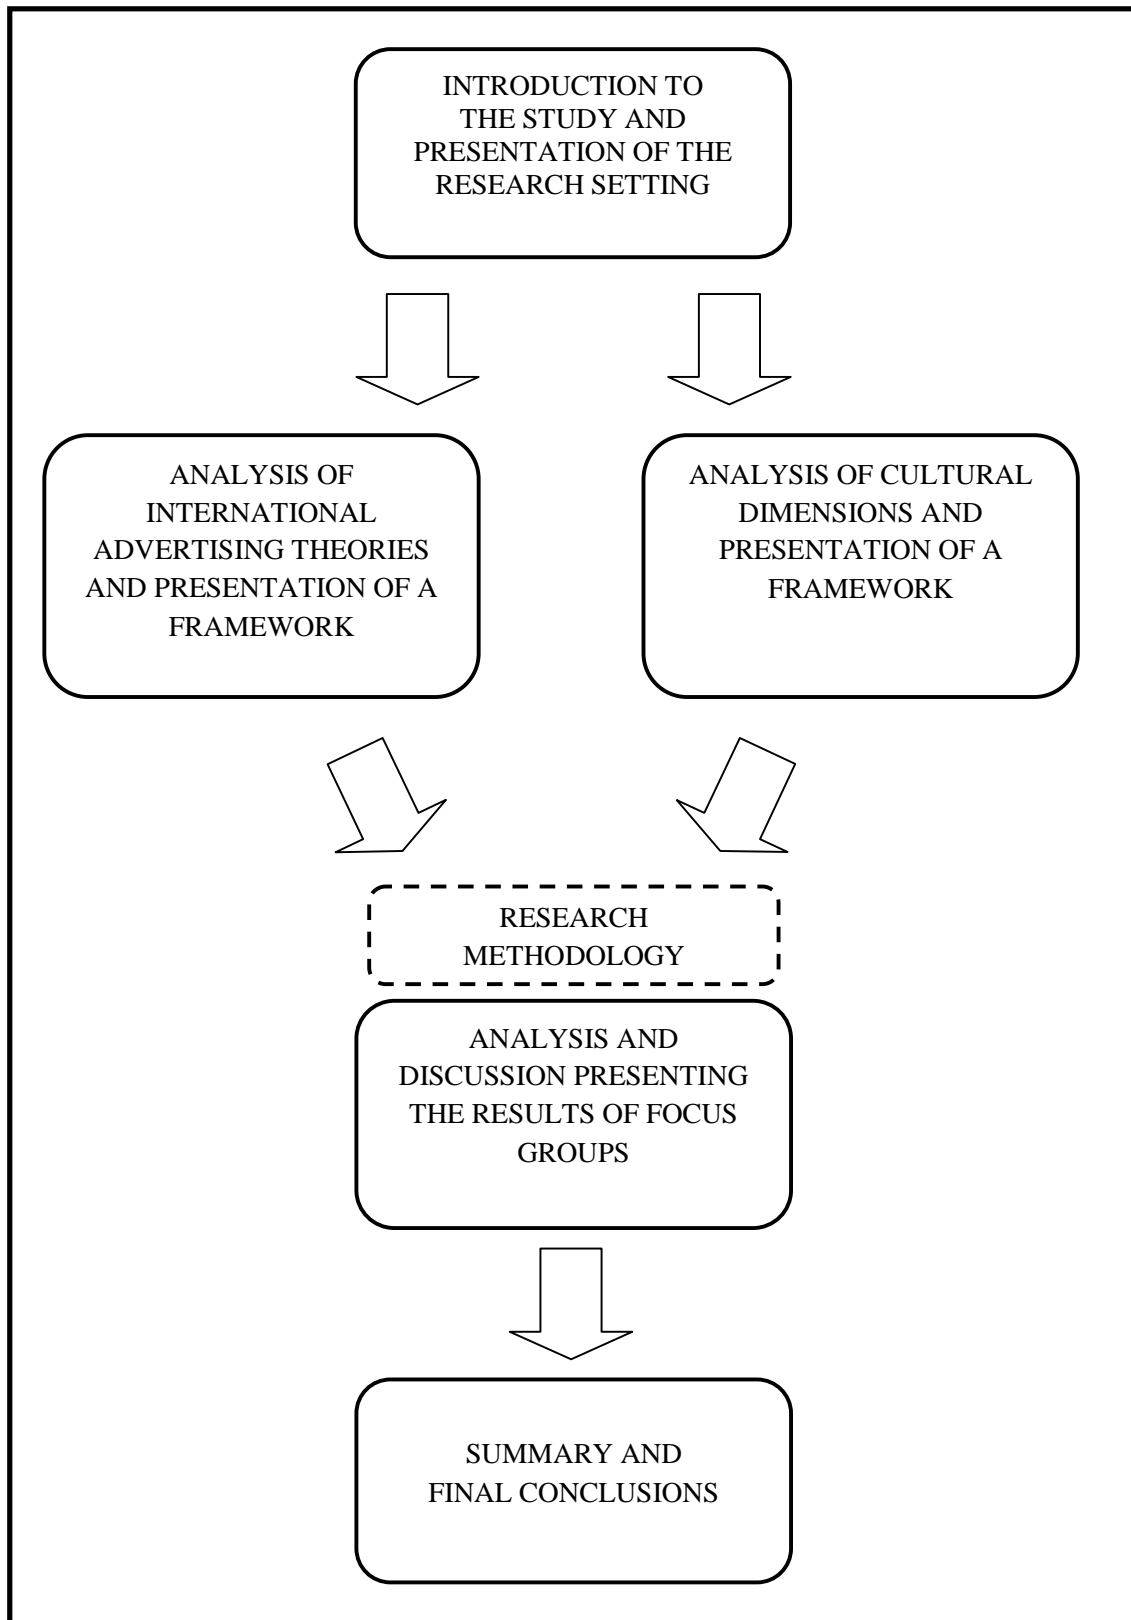 INTRODUCTION TO
THE STUDY AND
PRESENTATION OF THE
RESEARCH SETTING
ANALYSIS OF
INTERNATIONAL
ADVERTISING THEORIES
AND PRESENTATION OF A
FRAMEWORK
ANALYSIS OF CULTURAL
DIMENSIONS AND
PRESENTATION OF A
FRAMEWORK
RESEARCH
METHODOLOGY
ANALYSIS AND
DISCUSSION PRESENTING
THE RESULTS OF FOCUS
GROUPS
SUMMARY AND
FINAL CONCLUSIONS